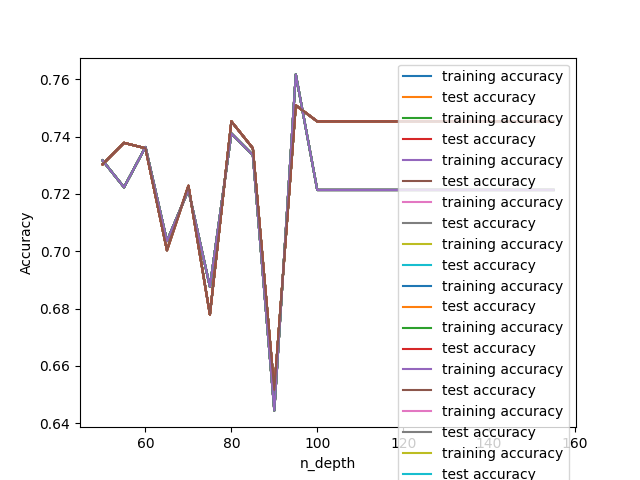 0.76
0.74
0.72
0.70
0.68
0.66
0.64
Accuracy
60
80
100
120
140
160
n_depth
training accuracy
test accuracy
training accuracy
test accuracy
training accuracy
test accuracy
training accuracy
test accuracy
training accuracy
test accuracy
training accuracy
test accuracy
training accuracy
test accuracy
training accuracy
test accuracy
training accuracy
test accuracy
training accuracy
test accuracy